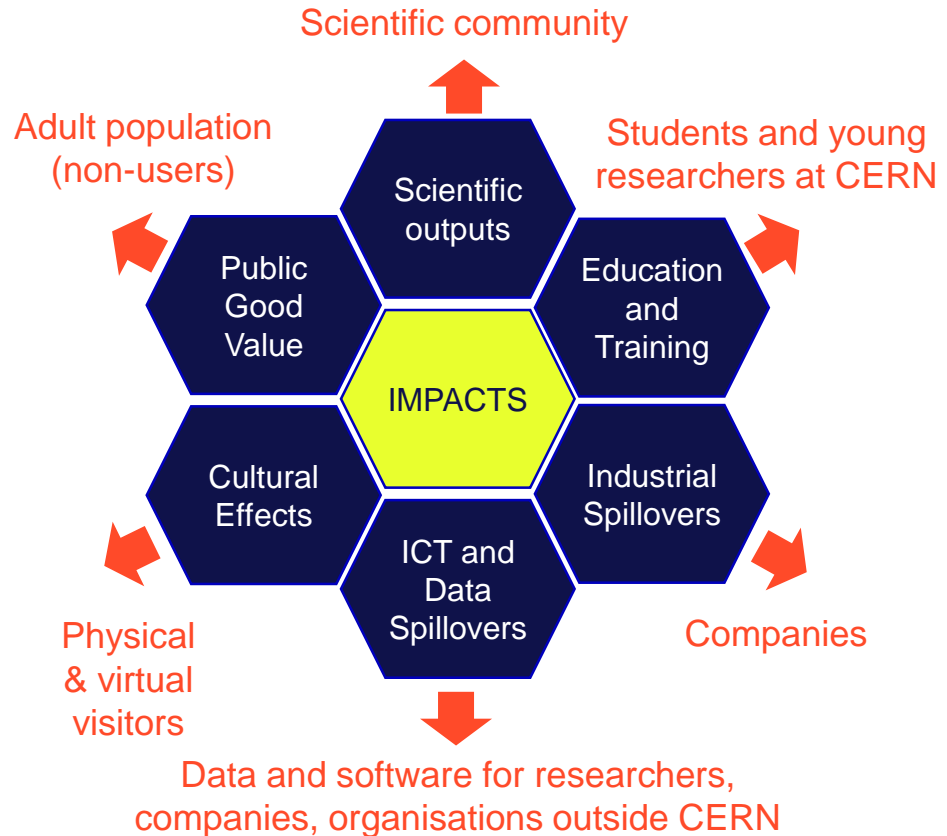 Scientific community
Adult population
(non-users)
Students and young
researchers at CERN
Scientific
outputs
Public
Good
Value
Education
and
Training
IMPACTS
Cultural
Effects
Industrial
Spillovers
ICT and
Data
Spillovers
Physical
& virtual
visitors
Companies
Data and software for researchers,
companies, organisations outside CERN